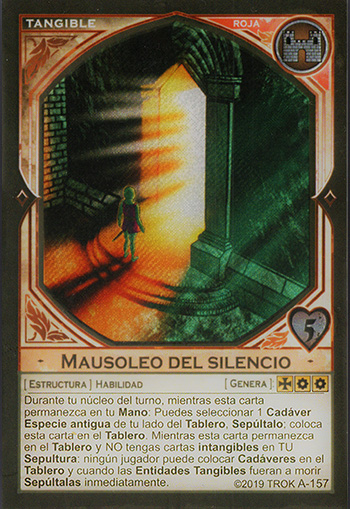 TANGIBLE ROJA
5
MAUSOLEO DEL SILENCIO
[ESTRUCTURA] HABILIDAD [GENERA]:
Durante tu núcleo del turno, mientras esta carta
permanezca en tu Mano: Puedes seleccionar 1 Cadáver
Especie antigua de tu lado del Tablero, Sepúltalo; coloca
esta carta en el Tablero. Mientras esta carta permanezca
en el Tablero y NO tengas cartas intangibles en TU
Sepultura: ningún jugador puede colocar Cadáveres en el
Tablero y cuando las Entidades Tangibles fueran a morir
Sepúltalas inmediatamente. ©2019 TROK A-157